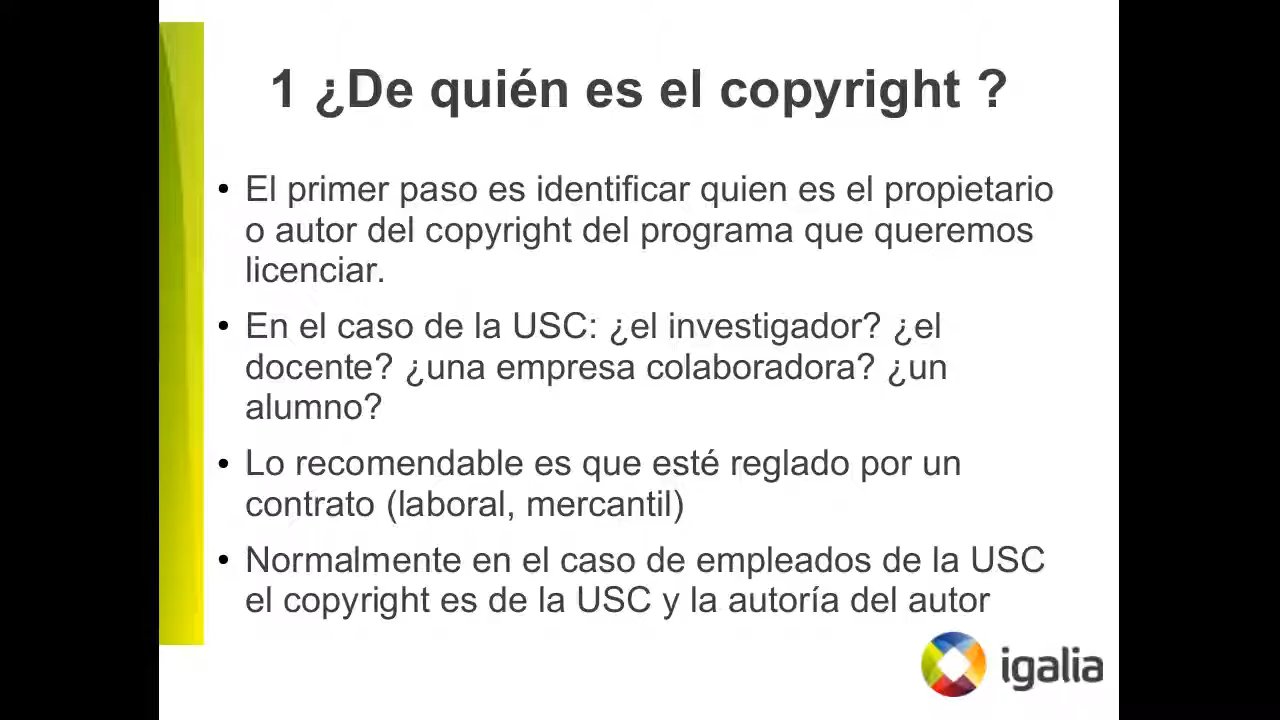 1 ¿De quién es el copyright ?
• El primer paso es identificar quien es el propietario
o autor del copyright del programa que queremos
licenciar.
• En el caso de la USC: ¿el investigador? ¿el
docente? ¿una empresa colaboradora? ¿un
alumno?
• Lo recomendable es que esté reglado por un
contrato (laboral, mercantil)
• Normalmente en el caso de empleados de la USC
el copyright es de la USC y la autoría del autor
igalia